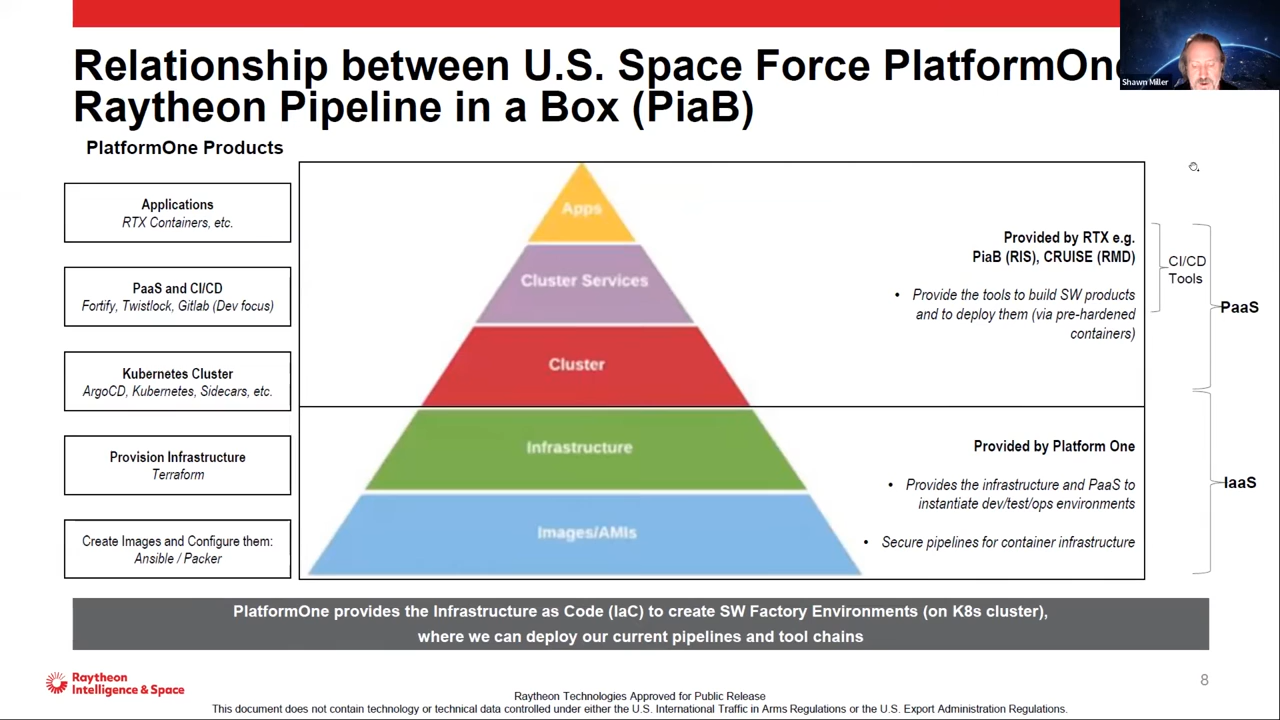 Relationship between U.S. Space Force PlatformOne
Raytheon Pipeline in a Box (PiaB)
Shawn Miller
PlatformOne Products
Applications
RTX Containers, etc.
PaaS and CI/CD
Fortify, Twistlock, Gitlab (Dev focus)
Kubernetes Cluster
ArgoCD, Kubernetes, Sidecars, etc.
Provision Infrastructure
Terraform
Create Images and Configure them:
Ansible / Packer
Apps
Cluster Services
Cluster
Infrastructure
Images/AMIs
Provided by RTX e.g.
PiaB (RIS), CRUISE (RMD)
• Provide the tools to build SW products
and to deploy them (via pre-hardened
containers)
Provided by Platform One
• Provides the infrastructure and PaaS to
instantiate dev/test/ops environments
• Secure pipelines for container infrastructure
CI/CD
Tools
PaaS
IaaS
PlatformOne provides the Infrastructure as Code (IaC) to create SW Factory Environments (on K8s cluster),
where we can deploy our current pipelines and tool chains
Raytheon
Intelligence & Space
8
Raytheon Technologies Approved for Public Release
This document does not contain technology or technical data controlled under either the U.S. International Traffic in Arms Regulations or the U.S. Export Administration Regulations.